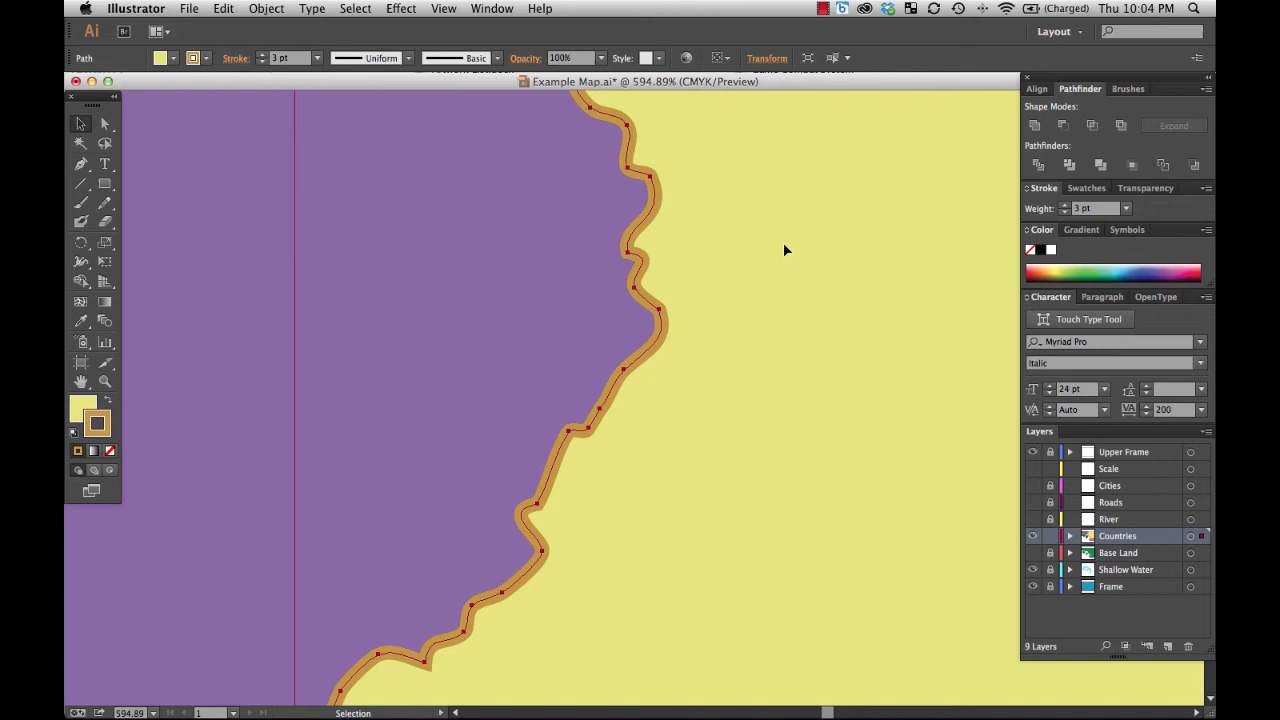 Illustrator File Edit Object Type Select Effect View Window Help (Charged) Thu 10:04 PM
Ai Br Layout
Path Stroke: 3 pt Uniform Basic Opacity: 100% Style: Transform
Example Map.ai* @ 594.89% (CMYK/Preview)
Align Pathfinder Brushes
Shape Modes:
Expand
Pathfinders:
Stroke Swatches Transparency
Weight: 3 pt
Color Gradient Symbols
Character Paragraph OpenType
Touch Type Tool
Myriad Pro
Italic
24 pt
Auto 200
Layers
Upper Frame
Scale
Cities
Roads
River
Countries
Base Land
Shallow Water
Frame
9 Layers
594.89 1 Selection